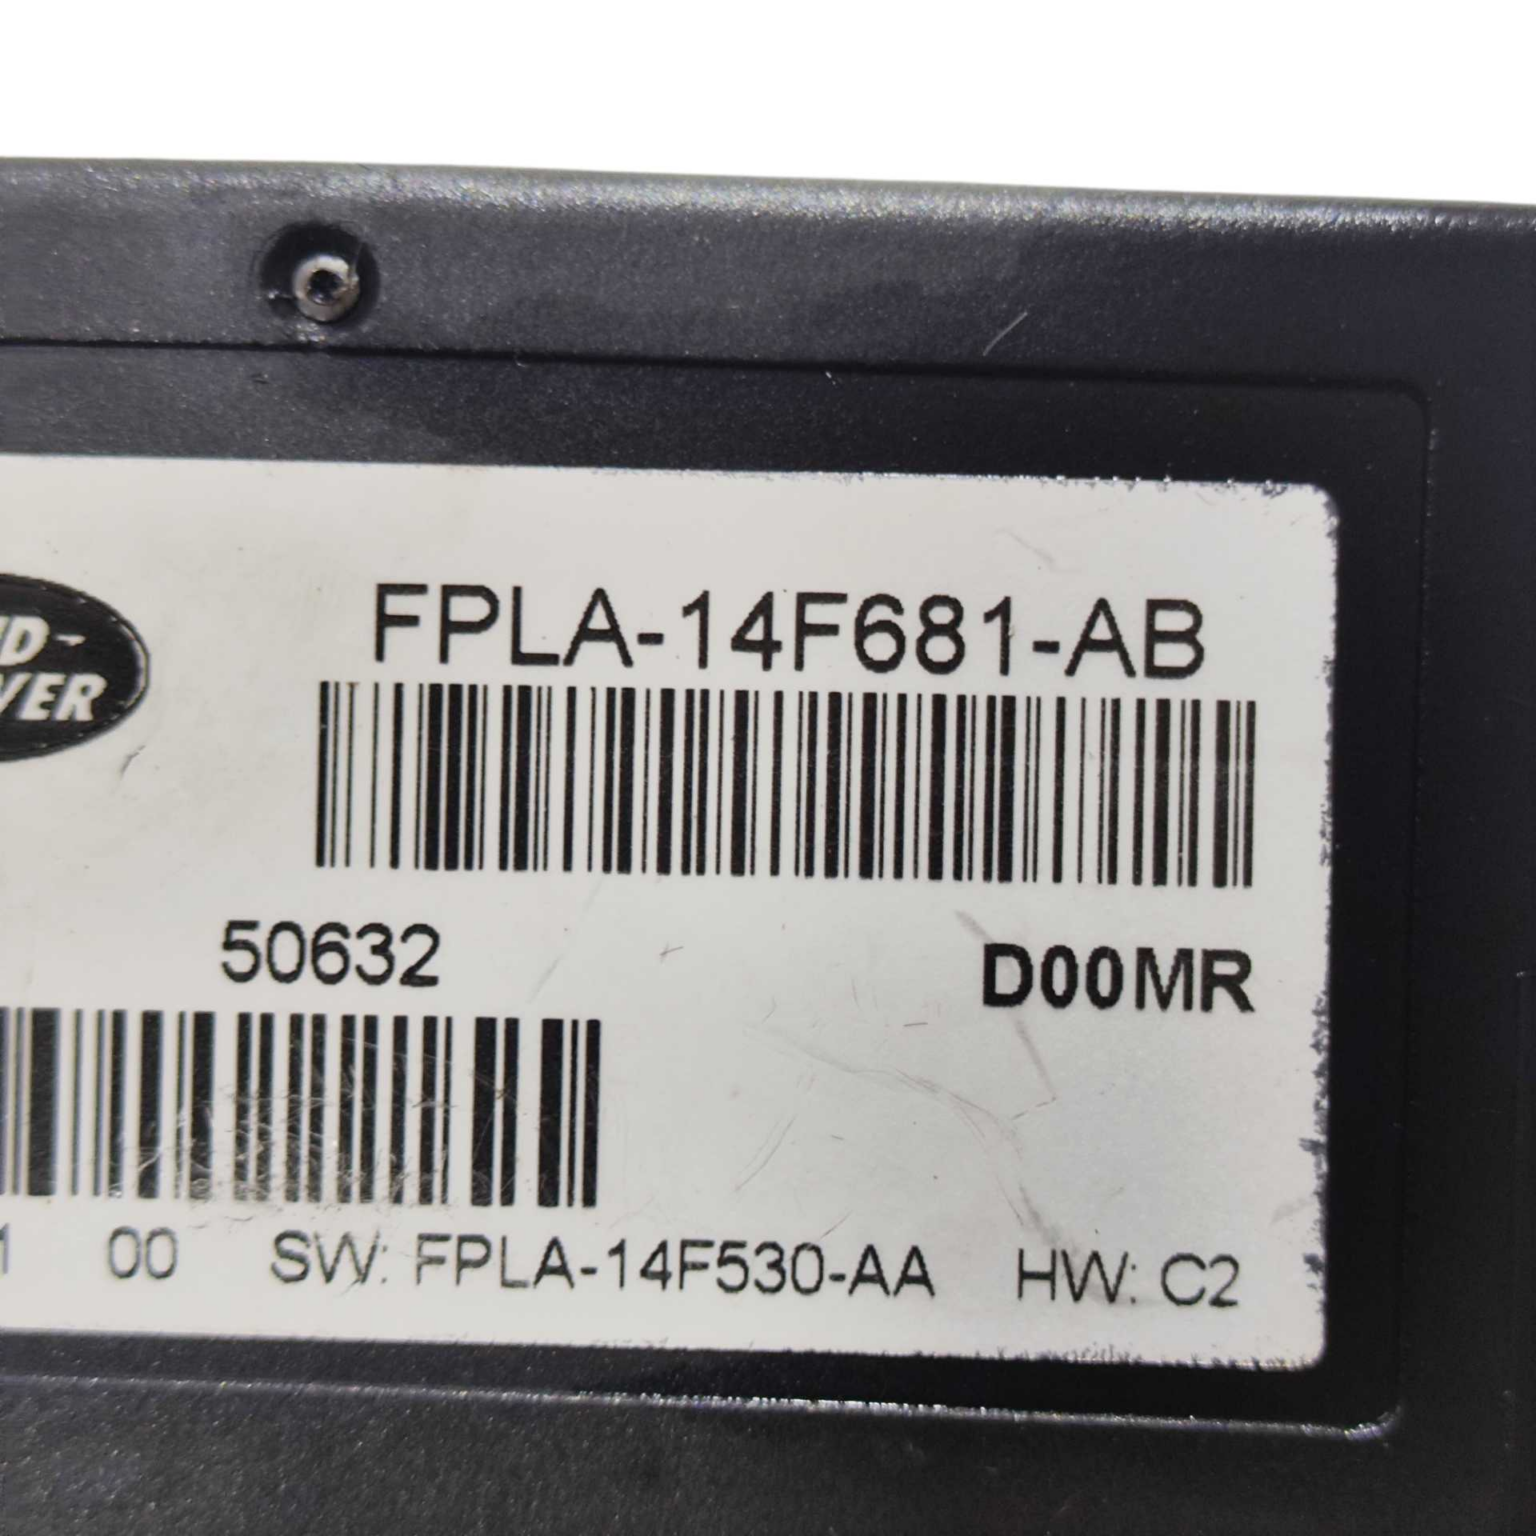 FPLA-14F681-AB
50632
D00MR
00 SW: FPLA-14F530-AA HW: C2